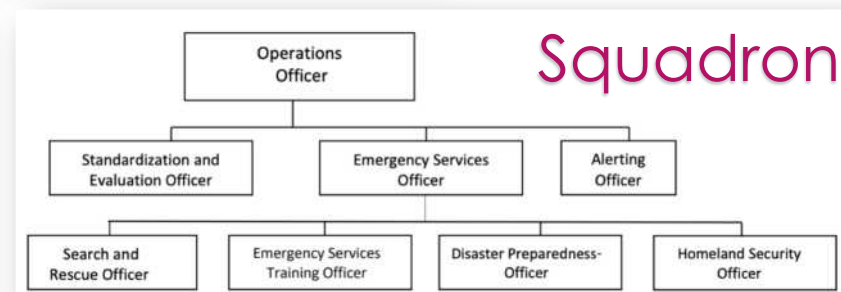 Squadron
Operations
Officer
Standardization and
Evaluation Officer
Emergency Services
Officer
Alerting
Officer
Search and
Rescue Officer
Emergency Services
Training Officer
Disaster Preparedness-
Officer
Homeland Security
Officer